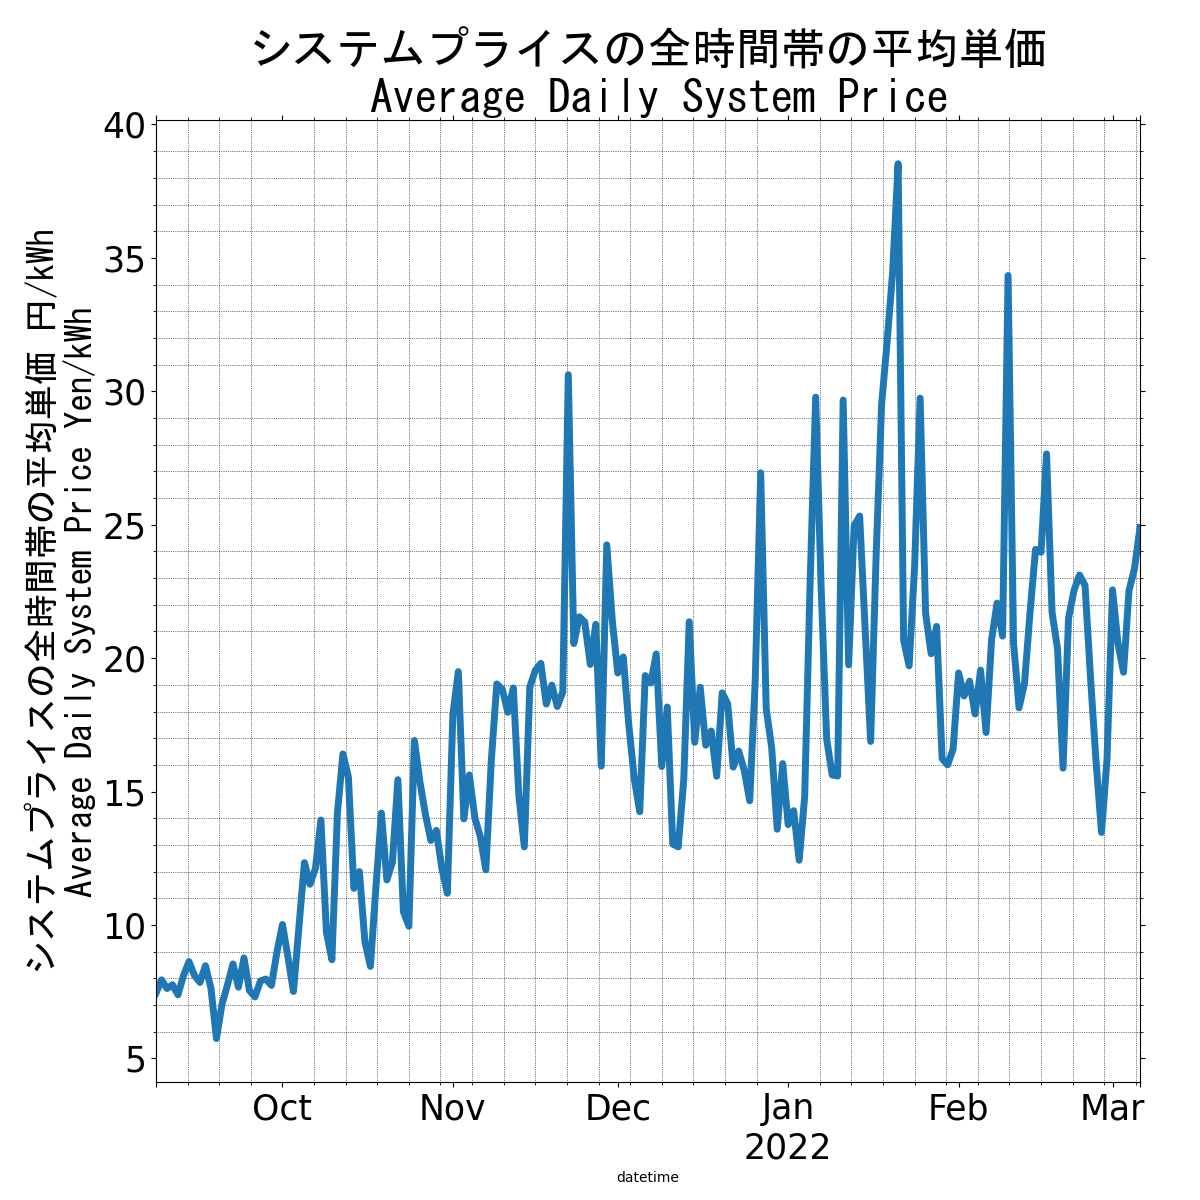 システムプライスの全時間帯の平均単価
Average Daily System Price
システムプライスの全時間帯の平均単価 円/kWh
Average Daily System Price Yen/kWh
40
35
30
25
20
15
10
5
Oct
Nov
Dec
Jan
2022
Feb
Mar
datetime